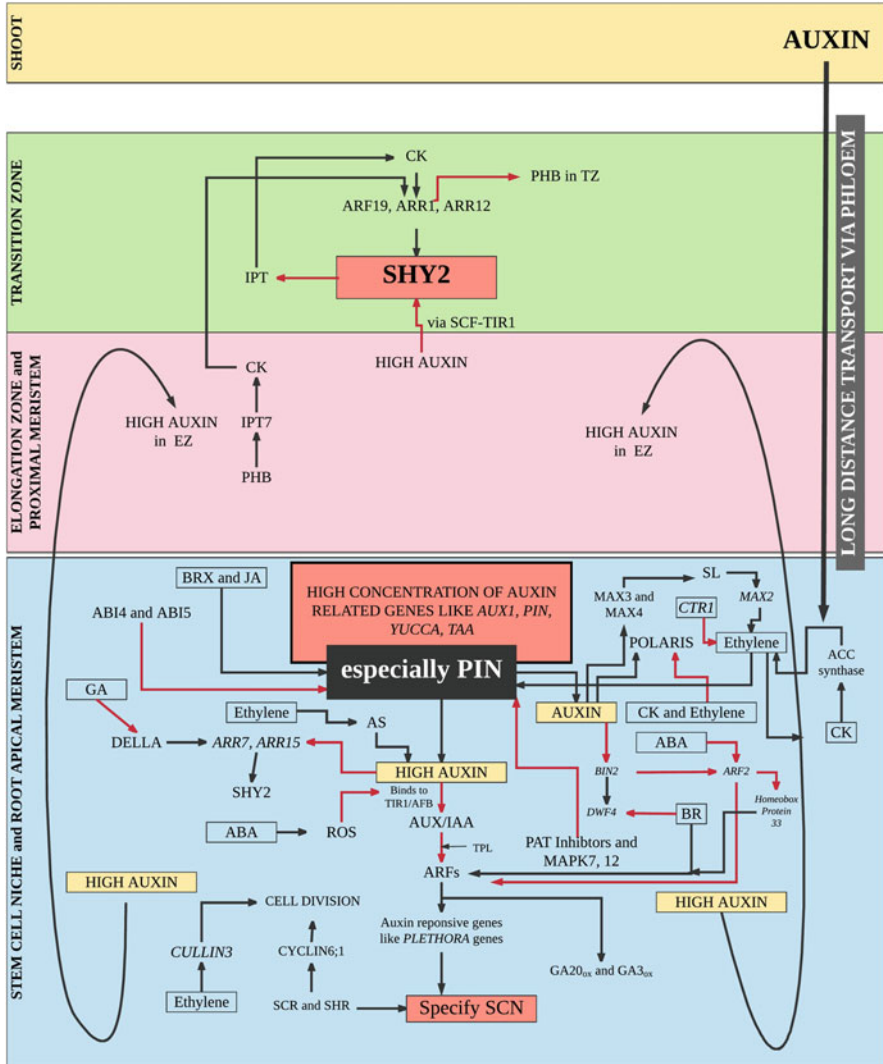 SHOOT
AUXIN
LONG DISTANCE TRANSPORT VIA PHLOEM
TRANSITION ZONE
CK
PHB in TZ
ARF19, ARR1, ARR12
IPT
SHY2
via SCF-TIR1
HIGH AUXIN
ELONGATION ZONE and
PROXIMAL MERISTEM
CK
HIGH AUXIN
in EZ
IPT7
PHB
HIGH AUXIN
in EZ
STEM CELL NICHE and ROOT APICAL MERISTEM
BRX and JA
ABI4 and ABI5
HIGH CONCENTRATION OF AUXIN
RELATED GENES LIKE AUX1, PIN,
YUCCA, TAA
especially PIN
SL
MAX3 and
MAX4
MAX2
CTR1
POLARIS
Ethylene
ACC
synthase
CK
GA
Ethylene
AS
AUXIN
CK and Ethylene
DELLA
ARR7, ARR15
SHY2
HIGH AUXIN
Binds to
TIR1/AFB
ABA
BIN2
ARF2
Homeobox
Protein
33
DWF4
BR
ABA
ROS
AUX/IAA
TPL
PAT Inhibtors and
MAPK7, 12
ARFs
HIGH AUXIN
HIGH AUXIN
CELL DIVISION
Auxin reponsive genes
like PLETHORA genes
CULLIN3
CYCLIN6;1
GA20ox and GA3ox
Ethylene
SCR and SHR
Specify SCN